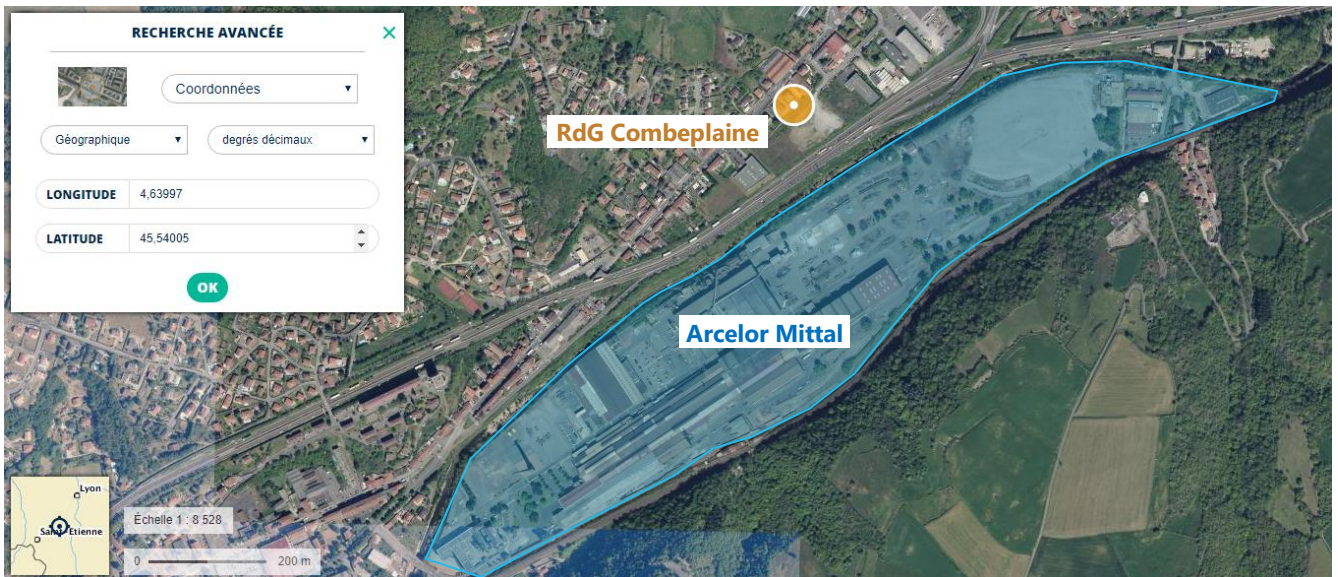 RECHERCHE AVANCÉE
Coordonnées
Géographique
degrés décimaux
LONGITUDE 4,63997
LATITUDE 45,54005
OK
RdG Combeplaine
Arcelor Mittal
Lyon
Saint-Etienne
Échelle 1 : 8 528
0 200 m